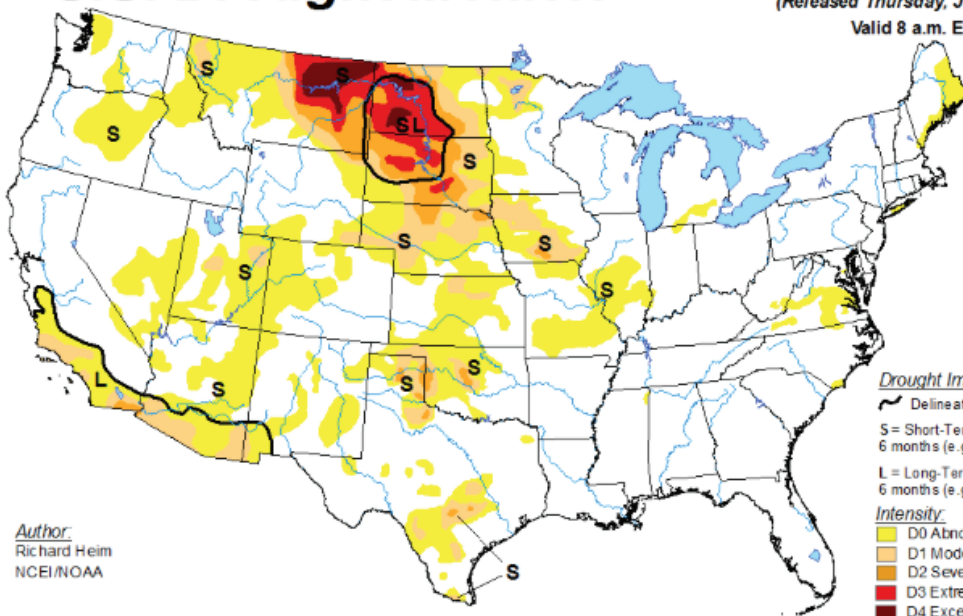 (Released Thursday, J
Valid 8 a.m. E
S
S
S
S L
S
S
S
S
S
S
L
S
S
S
S
Drought Im
Delineat
S = Short-Ter
6 months (e.g
L = Long-Ter
6 months (e.g
Intensity:
D0 Abno
D1 Mode
D2 Seve
D3 Extre
D4 Exce
Author:
Richard Heim
NCEI/NOAA